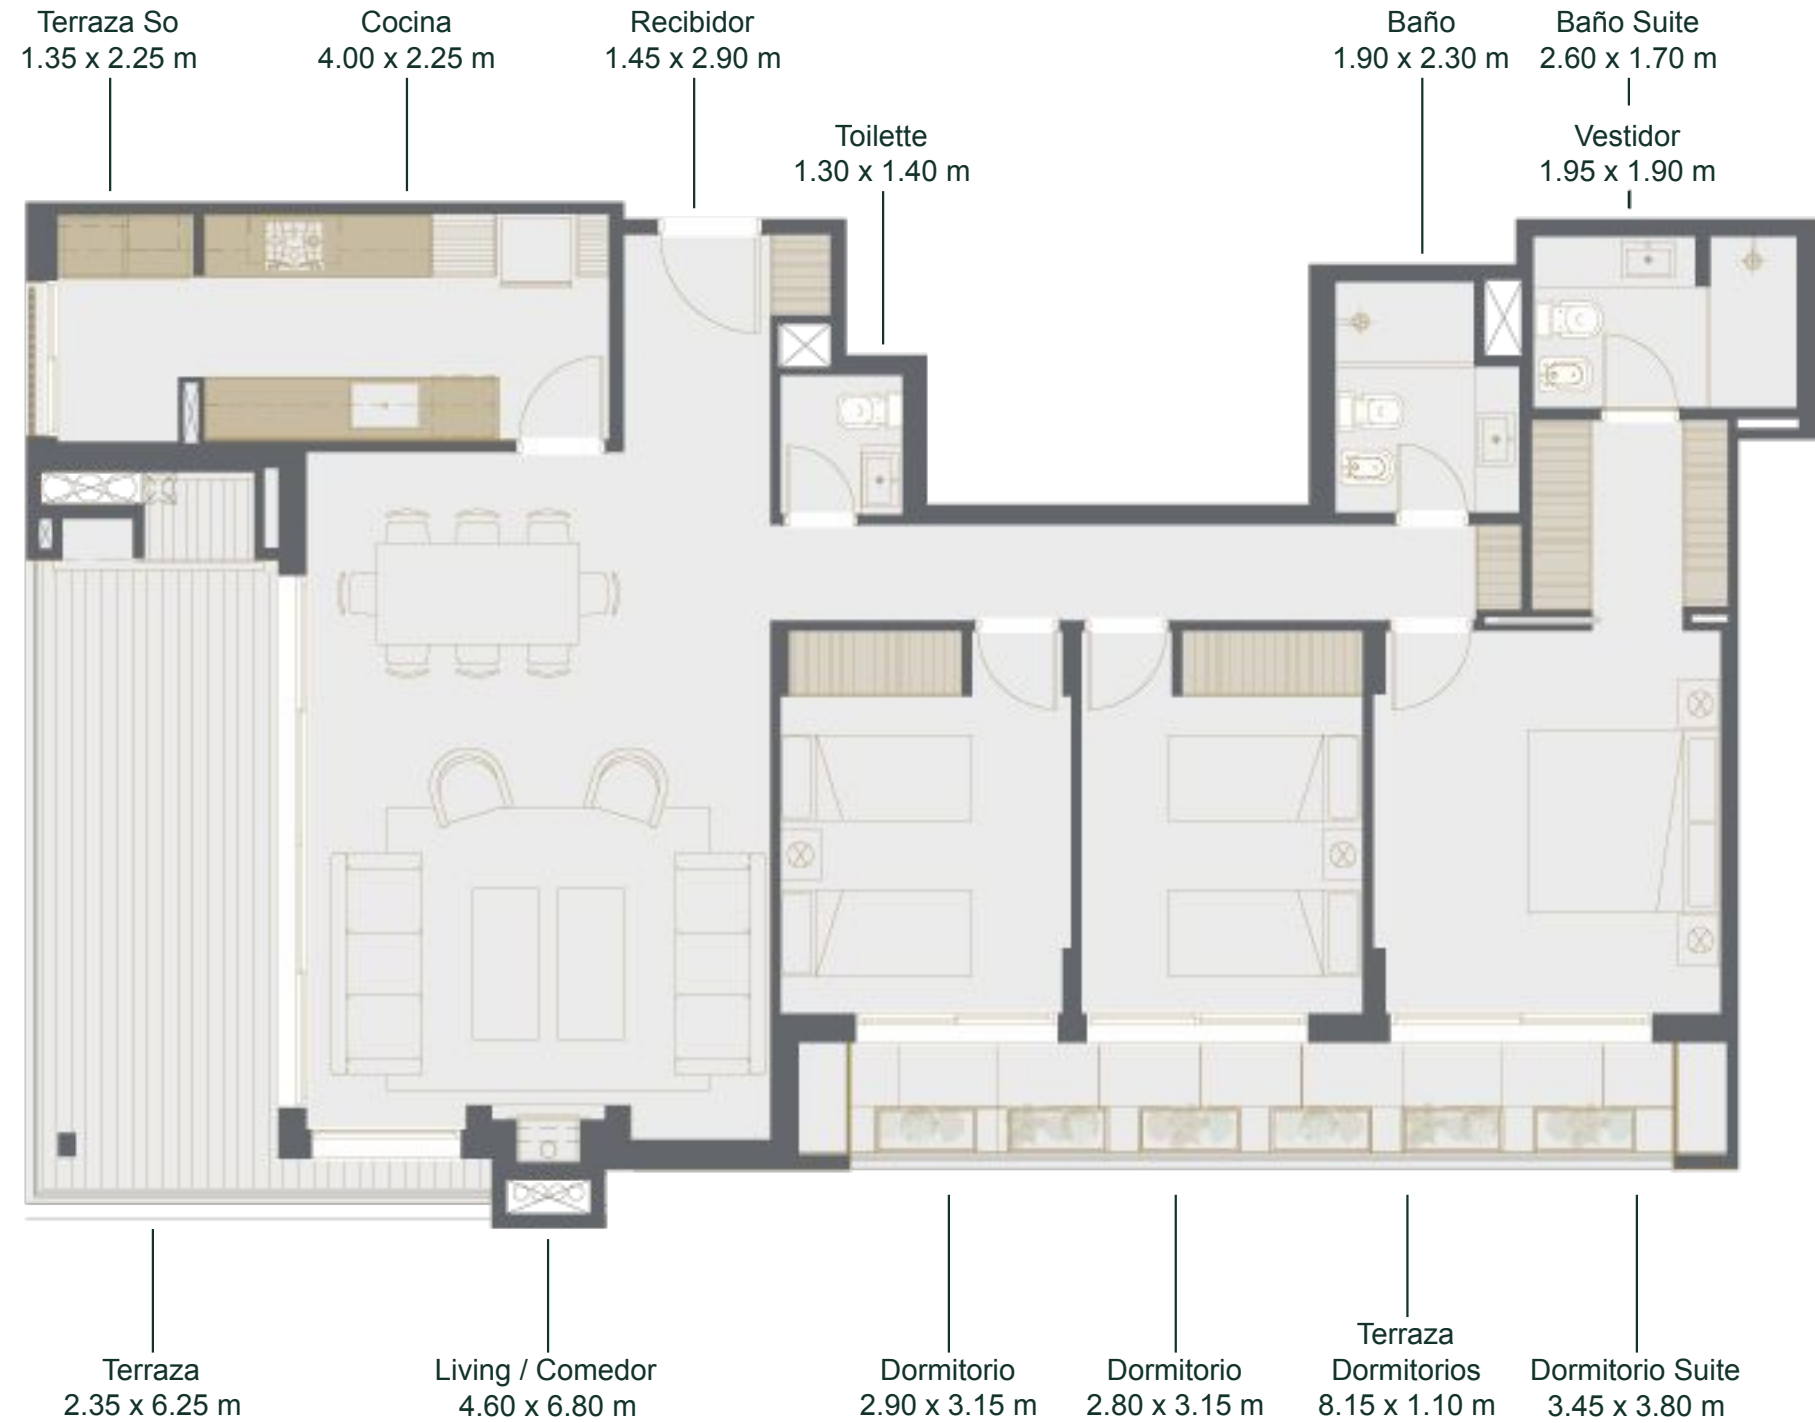 Terraza So
1.35 x 2.25 m
Cocina
4.00 x 2.25 m
Recibidor
1.45 x 2.90 m
Baño
1.90 x 2.30 m
Baño Suite
2.60 x 1.70 m
Toilette
1.30 x 1.40 m
Vestidor
1.95 x 1.90 m
Terraza
2.35 x 6.25 m
Living / Comedor
4.60 x 6.80 m
Dormitorio
2.90 x 3.15 m
Dormitorio
2.80 x 3.15 m
Terraza
Dormitorios
8.15 x 1.10 m
Dormitorio Suite
3.45 x 3.80 m